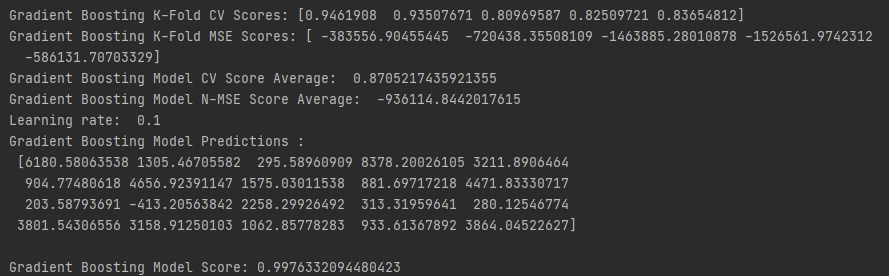 Gradient Boosting K-Fold CV Scores: [0.9461908  0.93507671 0.80969587 0.82509721 0.83654812]
Gradient Boosting K-Fold MSE Scores: [ -383556.90455445  -720438.35508109 -1463885.28010878 -1526561.9742312
  -586131.70703329]
Gradient Boosting Model CV Score Average:  0.8705217435921355
Gradient Boosting Model N-MSE Score Average:  -936114.8442017615
Learning rate:  0.1
Gradient Boosting Model Predictions :
 [6180.58063538 1305.46705582  295.58960909 8378.20026105 3211.8906464
  904.77480618 4656.92391147 1575.03011538  881.69717218 4471.83330717
  203.58793691 -413.20563842 2258.29926492  313.31959641  280.12546774
 3801.54306556 3158.91250103 1062.85778283  933.61367892 3864.04522627]
Gradient Boosting Model Score: 0.9976332094480423